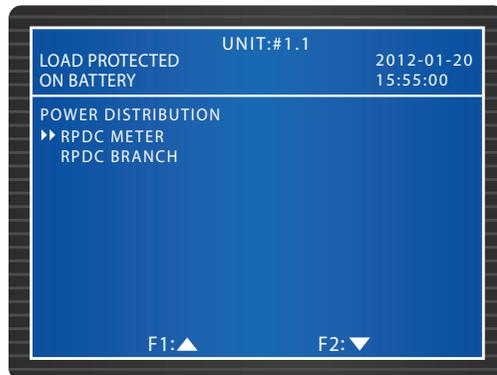 UNIT:#1.1
LOAD PROTECTED 2012-01-20
ON BATTERY 15:55:00
POWER DISTRIBUTION
RPDC METER
RPDC BRANCH
F1: F2: